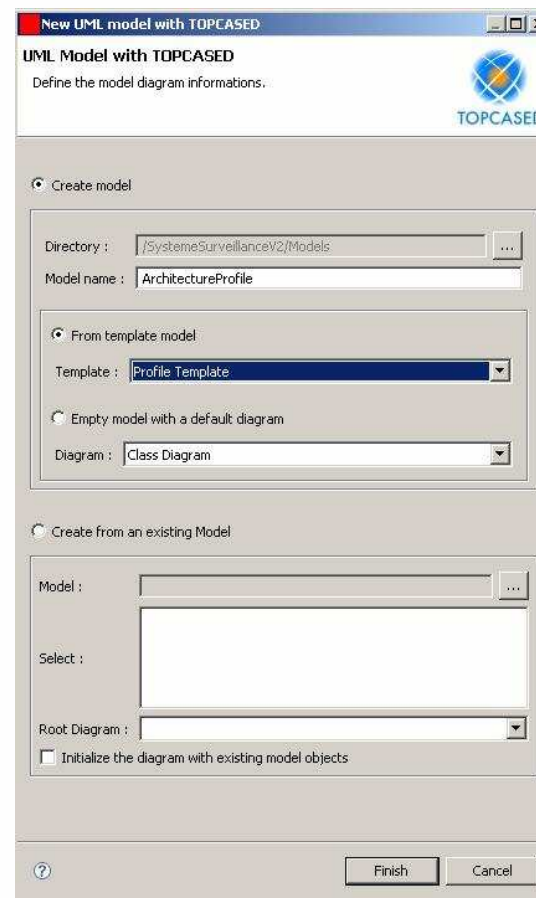 New UML model with TOPCASED
UML Model with TOPCASED
Define the model diagram informations.
TOPCASED
Create model
Directory : /SystemeSurveillanceV2/Models ...
Model name : ArchitectureProfile
From template model
Template : Profile Template
Empty model with a default diagram
Diagram : Class Diagram
Create from an existing Model
Model : ...
Select :
Root Diagram :
Initialize the diagram with existing model objects
?
Finish Cancel